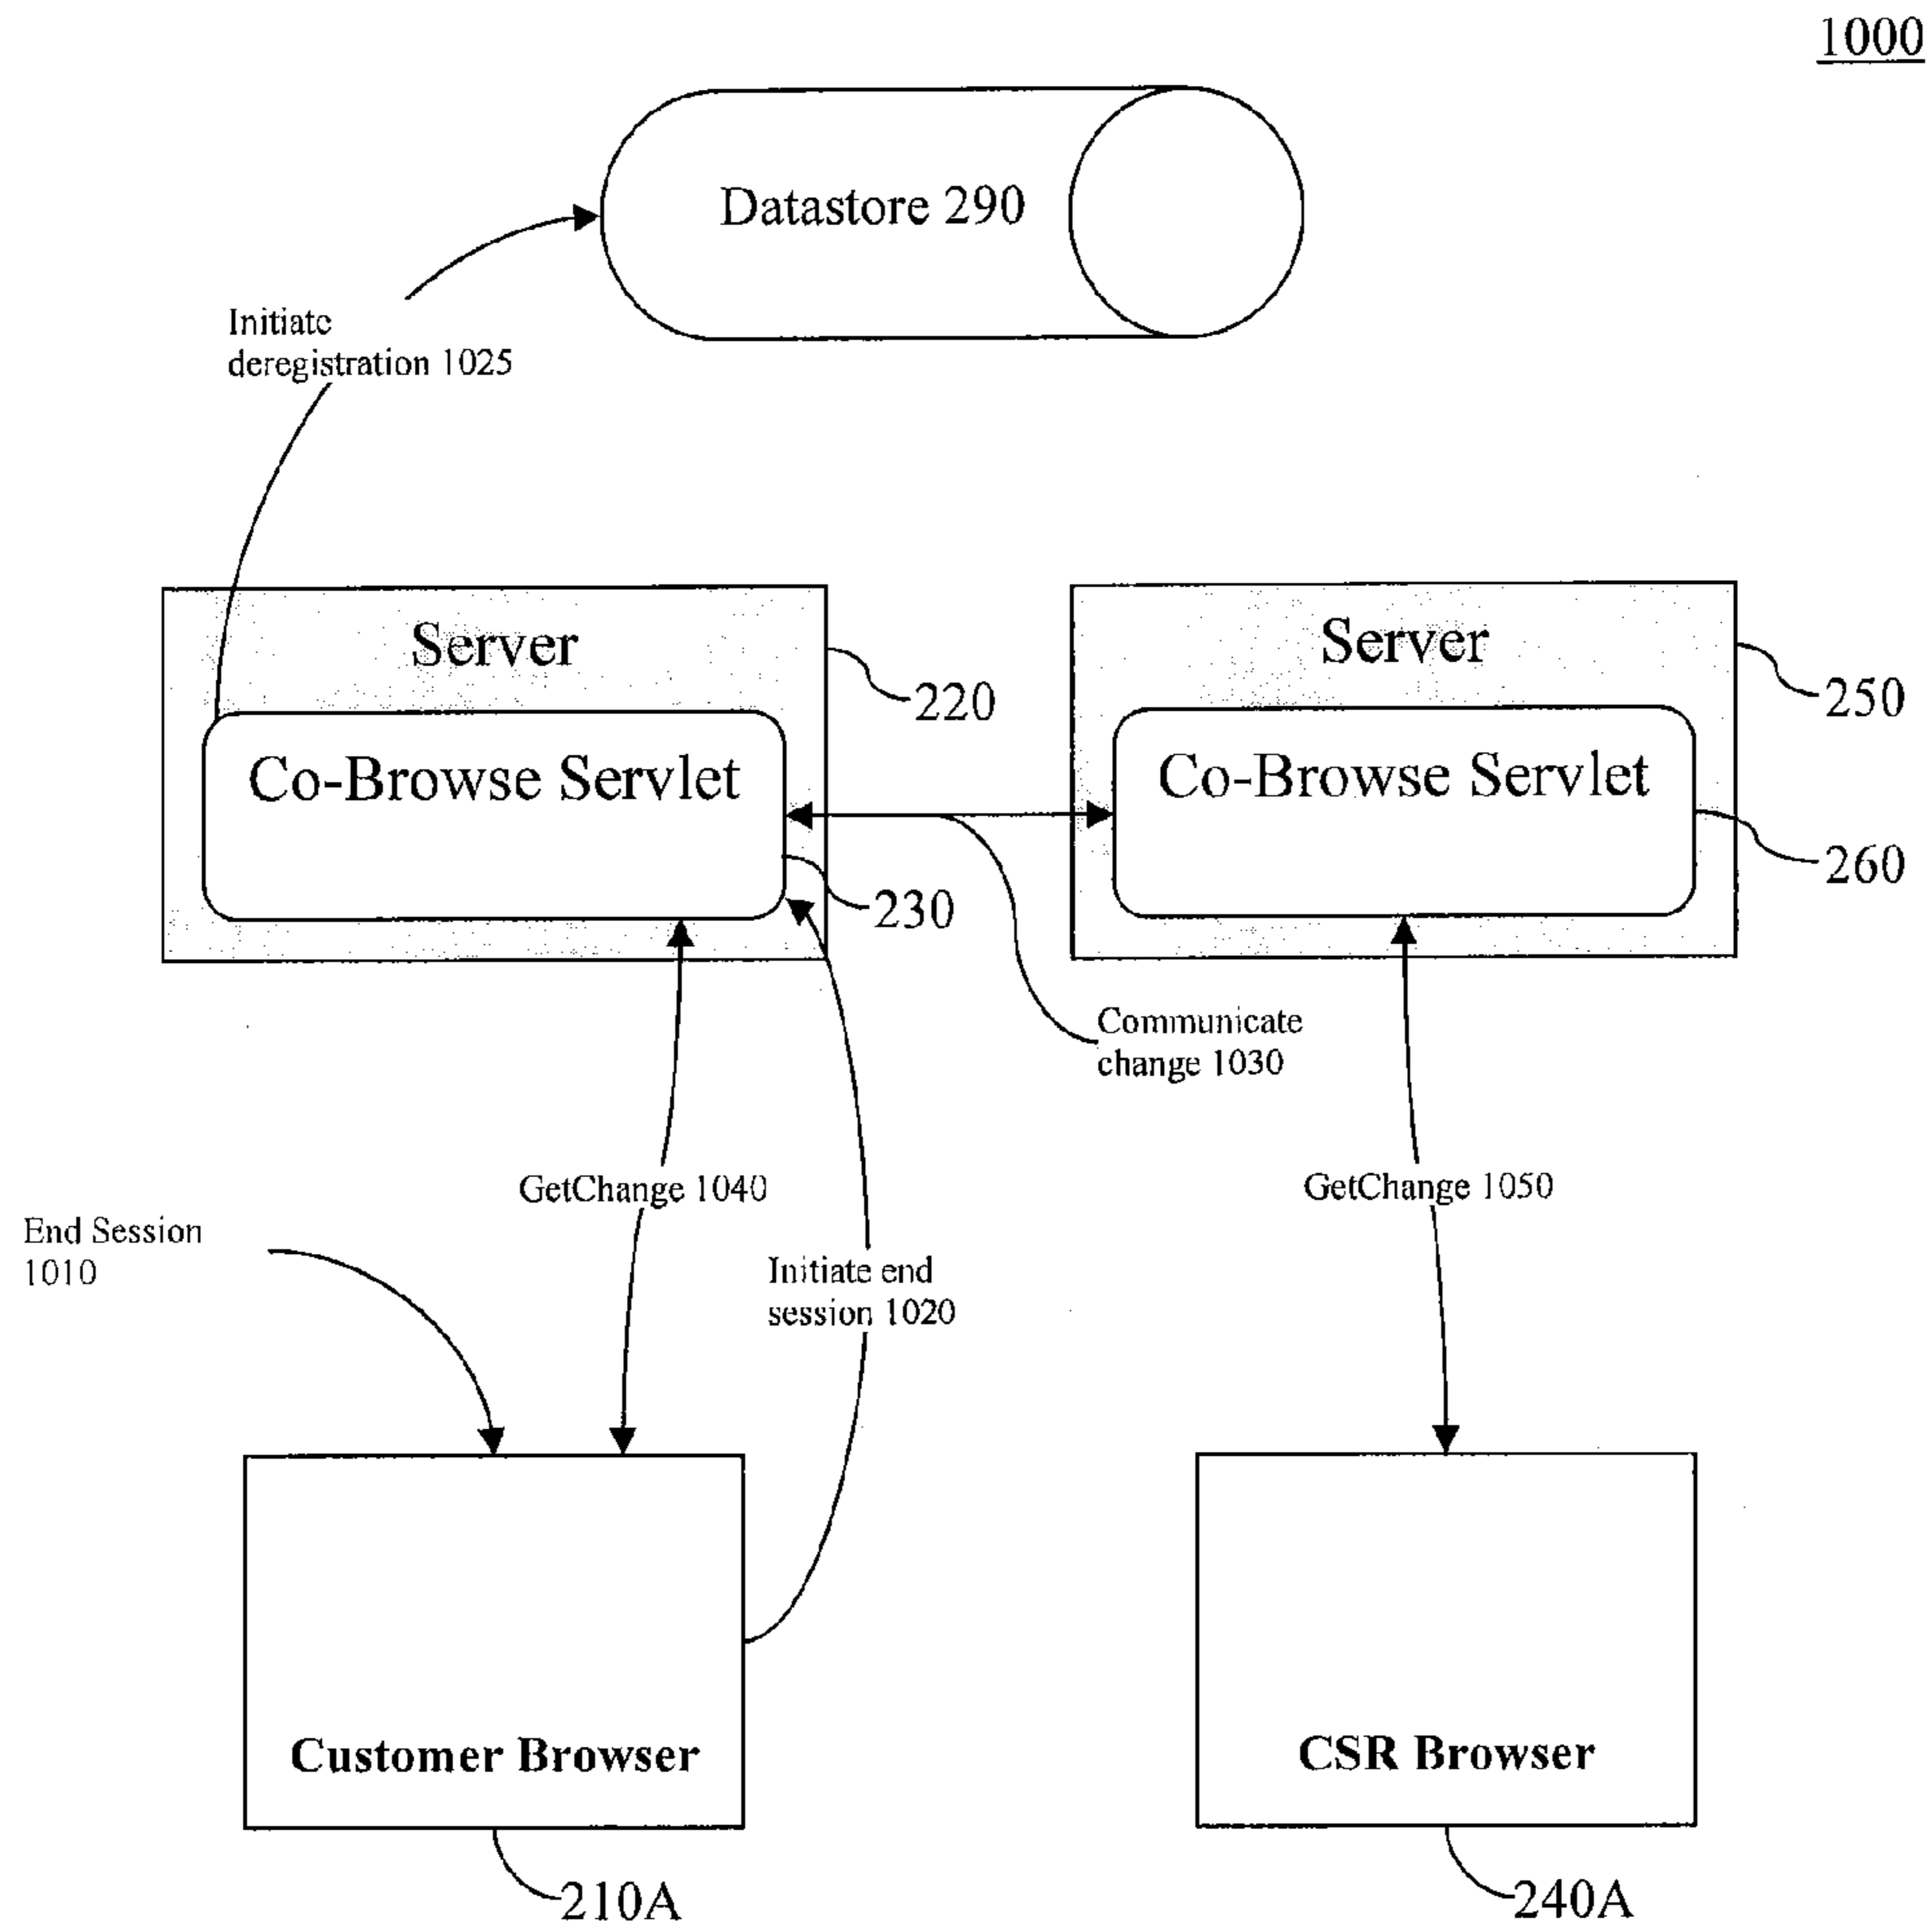 1000
Datastore 290
Initiate
deregistration 1025
Server
220
Co-Browse Servlet
230
Server
250
Co-Browse Servlet
260
Communicate
change 1030
GetChange 1040
GetChange 1050
End Session
1010
Initiate end
session 1020
Customer Browser
210A
CSR Browser
240A